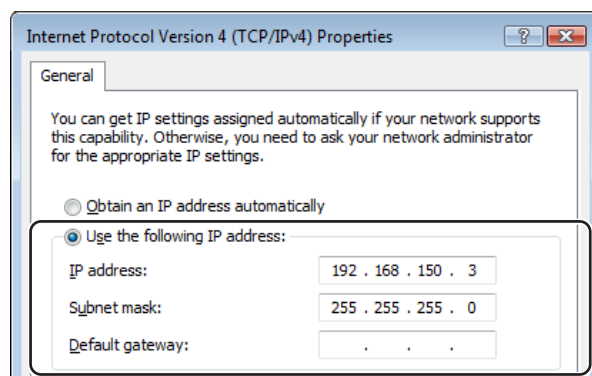 Internet Protocol Version 4 (TCP/IPv4) Properties
General
You can get IP settings assigned automatically if your network supports
this capability. Otherwise, you need to ask your network administrator
for the appropriate IP settings.
Obtain an IP address automatically
Use the following IP address:
IP address: 192 . 168 . 150 . 3
Subnet mask: 255 . 255 . 255 . 0
Default gateway: . . .